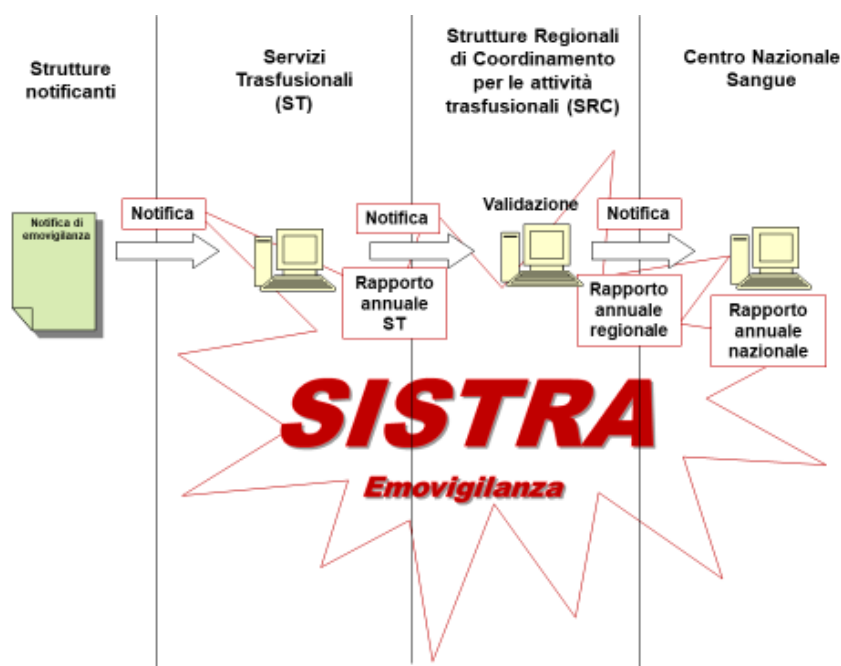 Strutture
notificanti
Servizi
Trasfusionali
(ST)
Strutture Regionali
di Coordinamento
per le attività
trasfusionali (SRC)
Centro Nazionale
Sangue
Notifica di
emovigilanza
Notifica
Rapporto
annuale
ST
Notifica
Validazione
Rapporto
annuale
regionale
Notifica
Rapporto
annuale
nazionale
SISTRA
Emovigilanza